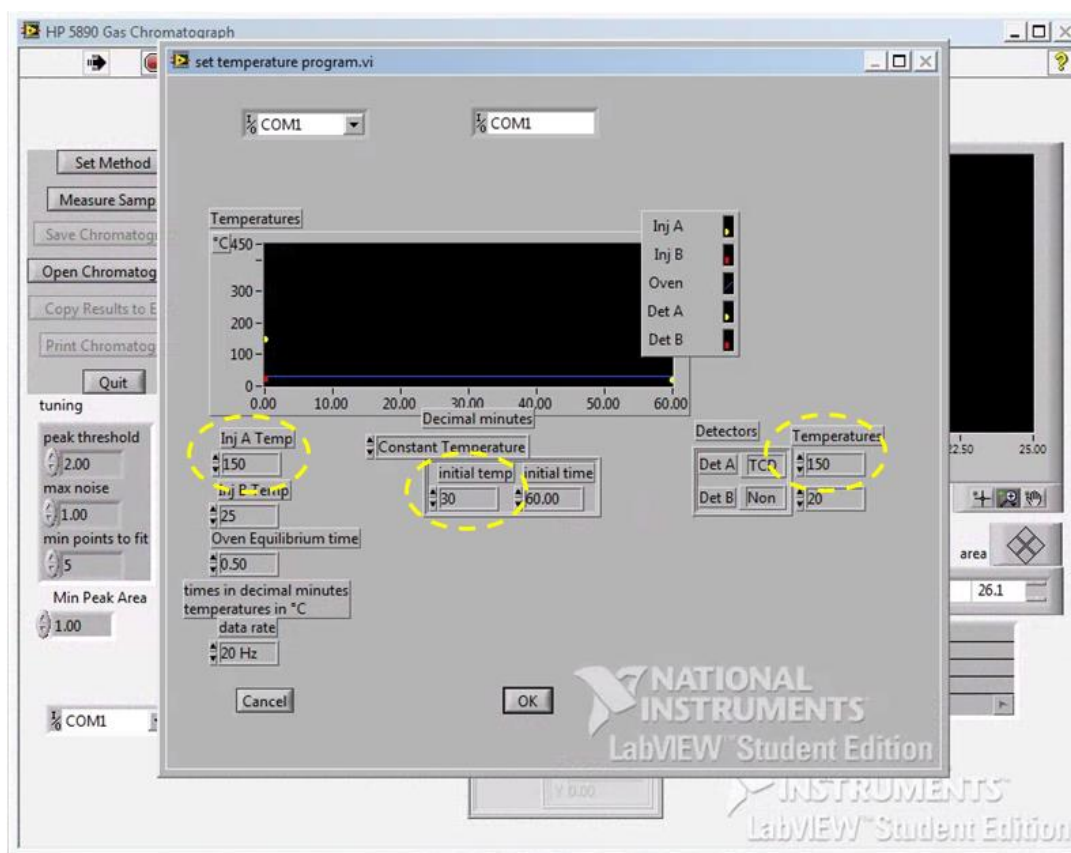 HP 5890 Gas Chromatograph
set temperature program.vi
COM1
COM1
Set Method
Measure Samp
Save Chromatog
Open Chromatog
Copy Results to E
Print Chromatog
Quit
tuning
peak threshold
2.00
max noise
1.00
min points to fit
5
Min Peak Area
1.00
COM1
Temperatures
°C
450
300
200
100
0
0.00 10.00 20.00 30.00 40.00 50.00 60.00
Decimal minutes
Inj A
Inj B
Oven
Det A
Det B
Inj A Temp
150
Inj B Temp
25
Oven Equilibrium time
0.50
times in decimal minutes
temperatures in °C
data rate
20 Hz
Constant Temperature
initial temp initial time
30 60.00
Detectors Temperatures
Det A TCD 150
Det B Non 20
Cancel
OK
NATIONAL
INSTRUMENTS
LabVIEW™ Student Edition
22.50 25.00
area
26.1
Y 0.00
INSTRUMENTS
LabVIEW™ Student Edition